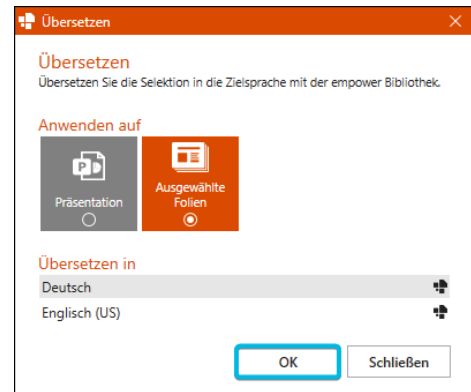 Übersetzen
Übersetzen
Übersetzen Sie die Selektion in die Zielsprache mit der empower Bibliothek.
Anwenden auf
Präsentation
Ausgewählte
Folien
Übersetzen in
Deutsch
Englisch (US)
OK
Schließen